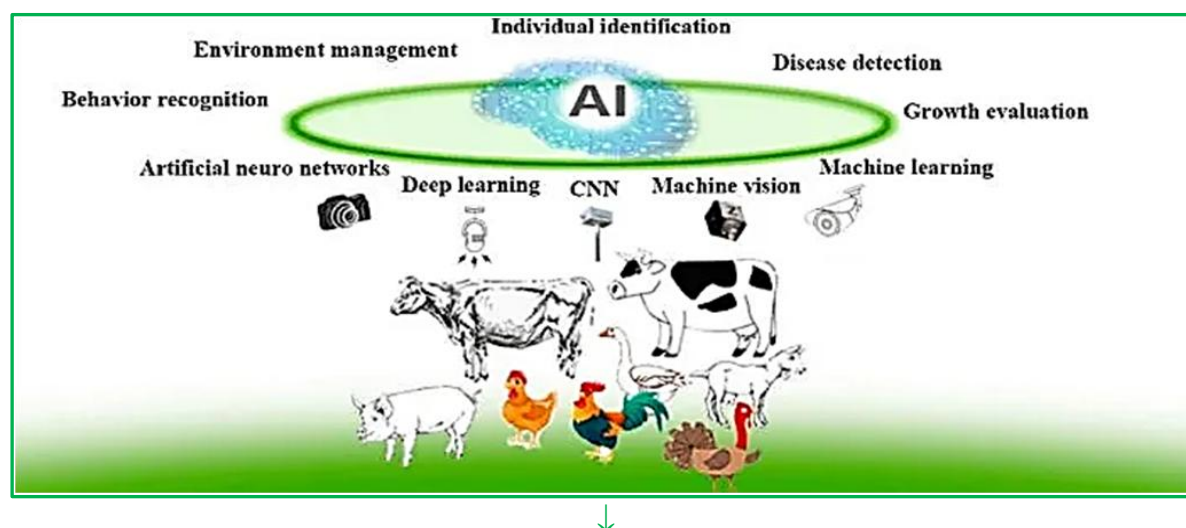 Individual identification
Environment management
Disease detection
AI
Behavior recognition
Growth evaluation
Artificial neuro networks
Deep learning
CNN
Machine vision
Machine learning